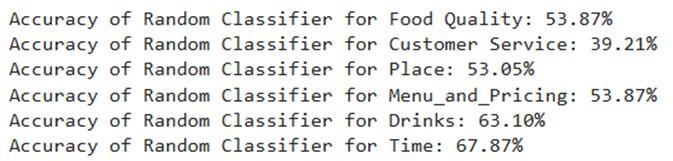 Accuracy of Random Classifier for Food Quality: 53.87%
Accuracy of Random Classifier for Customer Service: 39.21%
Accuracy of Random Classifier for Place: 53.05%
Accuracy of Random Classifier for Menu_and_Pricing: 53.87%
Accuracy of Random Classifier for Drinks: 63.10%
Accuracy of Random Classifier for Time: 67.87%